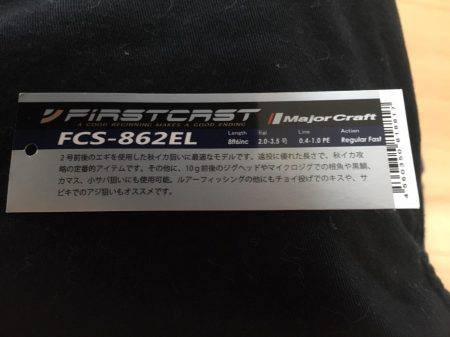 FIRSTCAST
A GOOD BEGINNING MAKES A GOOD ENDING
MajorCraft
FCS-862EL
Length Bal Line Action
8ft6inc 2.0-3.5 号 0.4-1.0 PE Regular Fast
2号前後のエギを使用した秋イカ狙いに最適なモデルです。遠投に優れた長さで、秋イカ攻
略の定番的アイテムです。その他に、10g前後のジグヘッドやマイクロジグでの根魚や黒鯛、
カマス、小サバ狙いにも使用可能。ルアーフィッシングの他にもチョイ投げでのキスや、サ
ビキでのアジ狙いもオススメです。